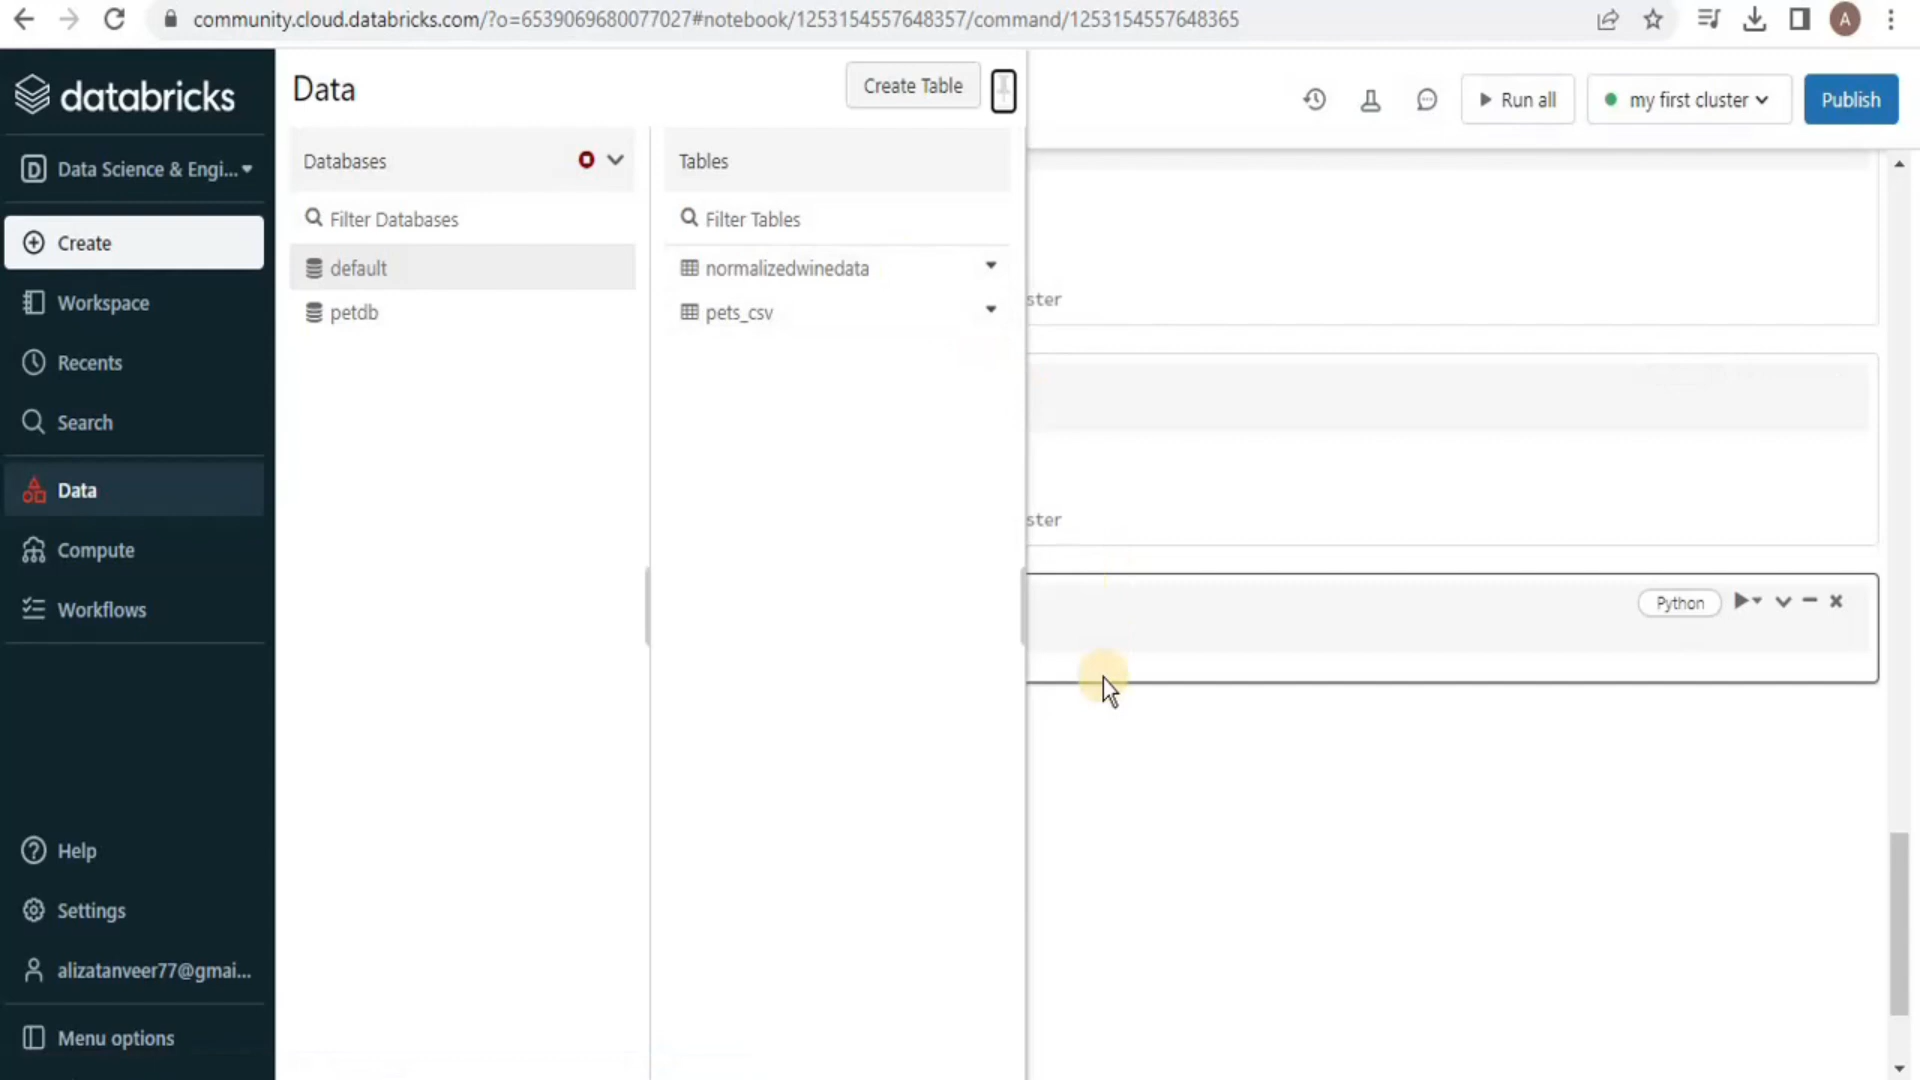 community.cloud.databricks.com/?o=6539069680077027#notebook/1253154557648357/command/1253154557648365
A
databricks
Data
Create Table
Run all
my first cluster
Publish
D
Data Science & Engi...
Databases
Tables
Create
Filter Databases
Filter Tables
Workspace
default
normalizedwinedata
ster
petdb
pets_csv
Recents
Search
Data
ster
Compute
Workflows
Python
Help
Settings
alizatanveer77@gmai...
Menu options